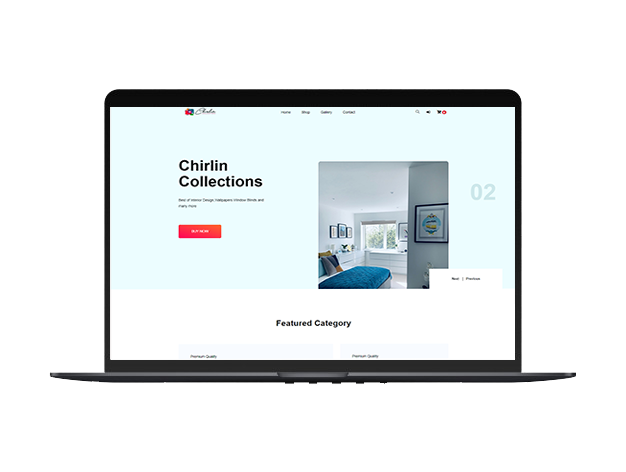 Chirlin
Home Shop Gallery Contact
Chirlin
Collections
Best of Interior Design,Wallpapers Window Blinds and
many more
BUY NOW
02
Next | Previous
Featured Category
Premium Quality
Premium Quality